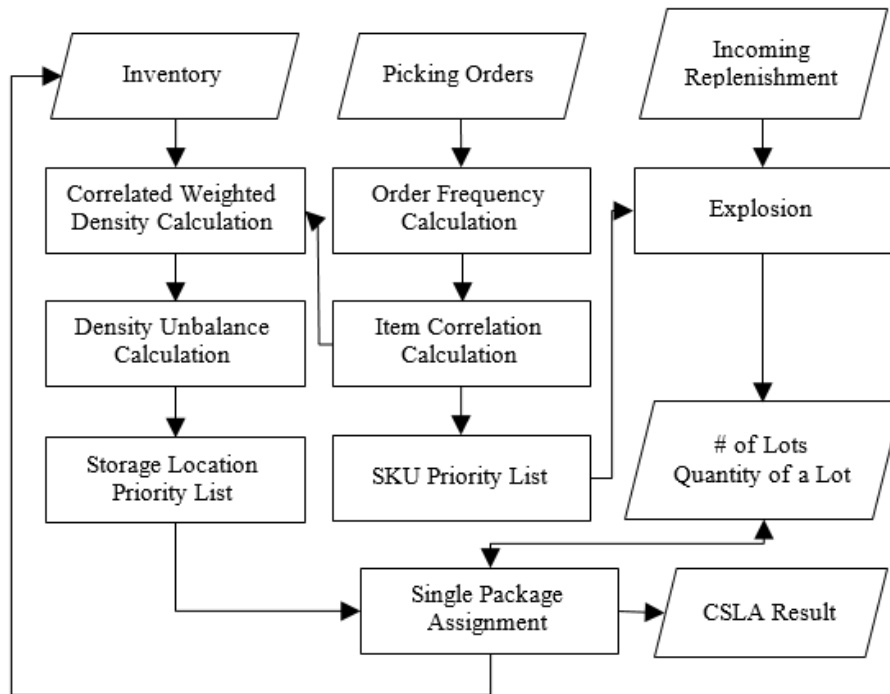 Inventory
Picking Orders
Incoming
Replenishment
Correlated Weighted
Density Calculation
Order Frequency
Calculation
Explosion
Density Unbalance
Calculation
Item Correlation
Calculation
Storage Location
Priority List
SKU Priority List
# of Lots
Quantity of a Lot
Single Package
Assignment
CSLA Result